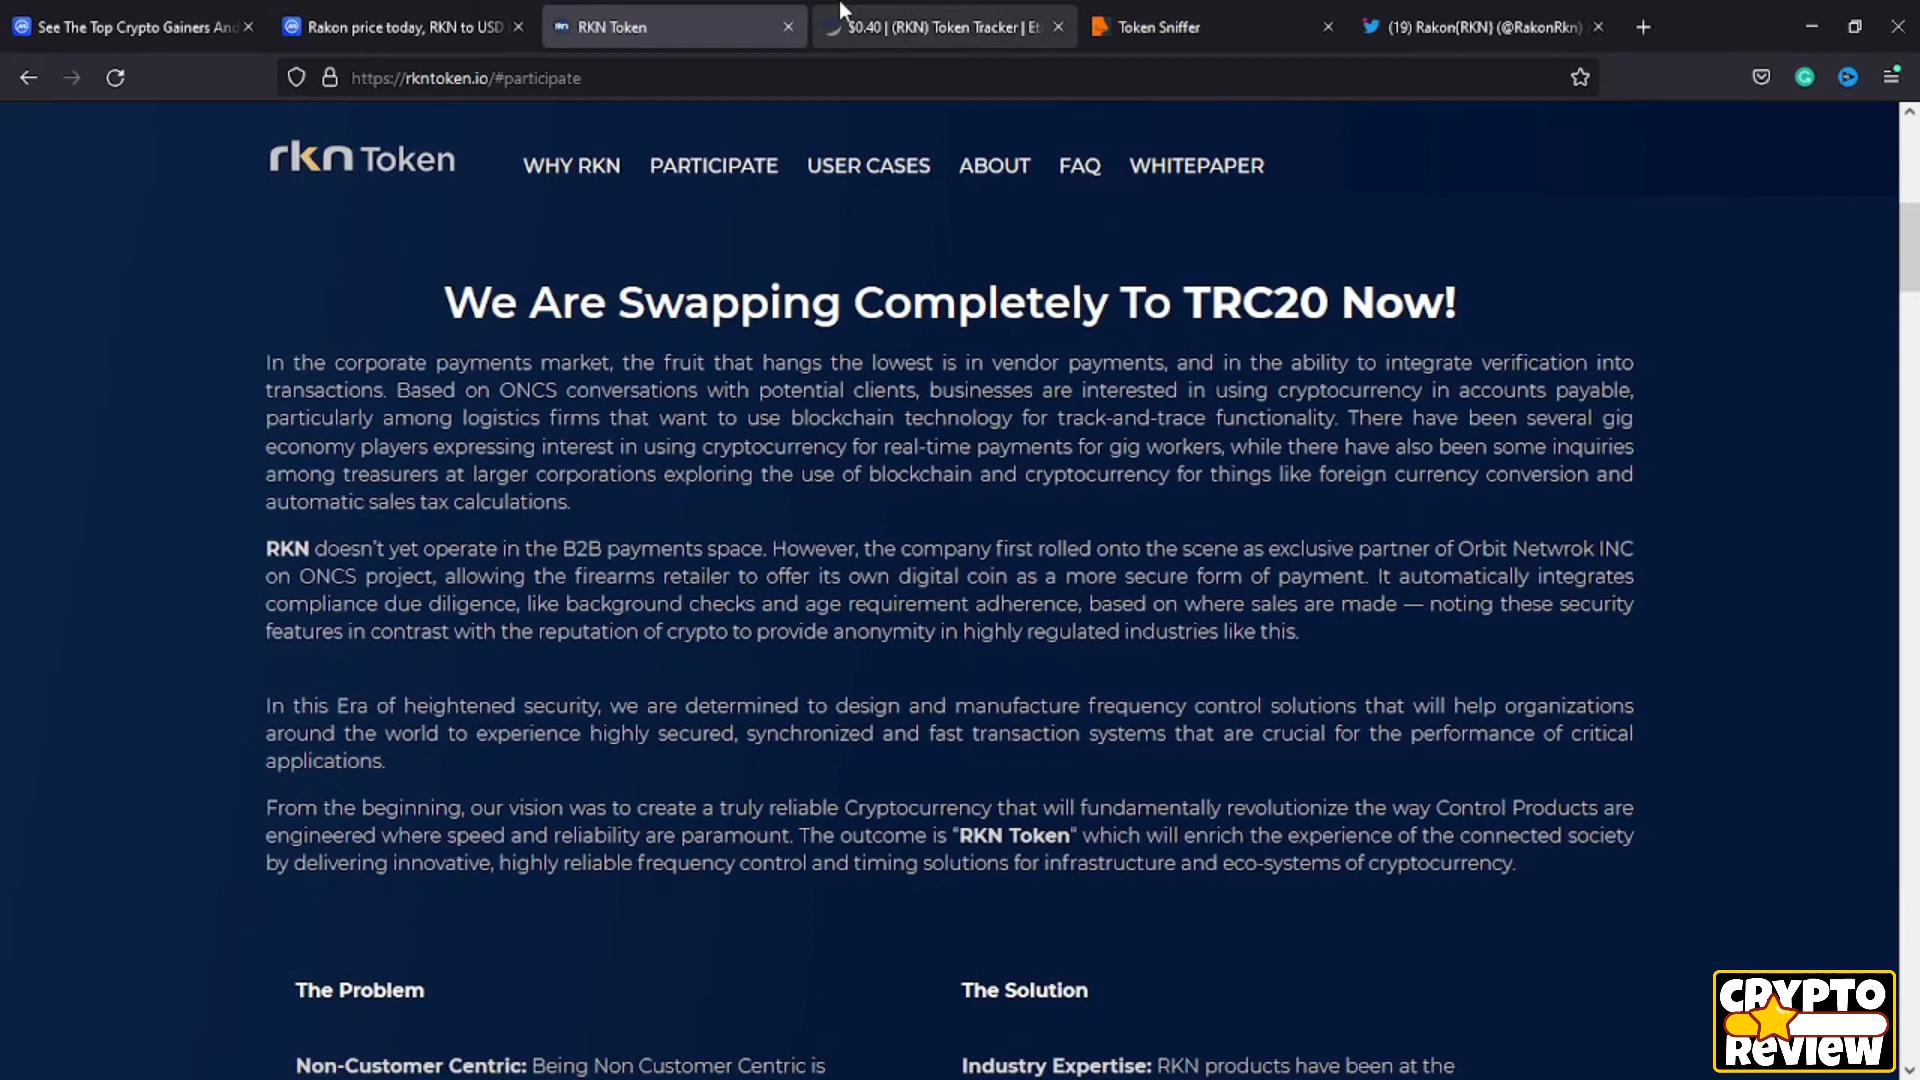 See The Top Crypto Gainers And
Rakon price today, RKN to USD
RKN Token
$0.40 | (RKN) Token Tracker | Et
Token Sniffer
(19) Rakon{RKN} (@RakonRkn)
https://rkntoken.io/#participate
rkn Token
WHY RKN
PARTICIPATE
USER CASES
ABOUT
FAQ
WHITEPAPER
We Are Swapping Completely To TRC20 Now!
In the corporate payments market, the fruit that hangs the lowest is in vendor payments, and in the ability to integrate verification into
transactions. Based on ONCS conversations with potential clients, businesses are interested in using cryptocurrency in accounts payable,
particularly among logistics firms that want to use blockchain technology for track-and-trace functionality. There have been several gig
economy players expressing interest in using cryptocurrency for real-time payments for gig workers, while there have also been some inquiries
among treasurers at larger corporations exploring the use of blockchain and cryptocurrency for things like foreign currency conversion and
automatic sales tax calculations.
RKN doesn't yet operate in the B2B payments space. However, the company first rolled onto the scene as exclusive partner of Orbit Netwrok INC
on ONCS project, allowing the firearms retailer to offer its own digital coin as a more secure form of payment. It automatically integrates
compliance due diligence, like background checks and age requirement adherence, based on where sales are made — noting these security
features in contrast with the reputation of crypto to provide anonymity in highly regulated industries like this.
In this Era of heightened security, we are determined to design and manufacture frequency control solutions that will help organizations
around the world to experience highly secured, synchronized and fast transaction systems that are crucial for the performance of critical
applications.
From the beginning, our vision was to create a truly reliable Cryptocurrency that will fundamentally revolutionize the way Control Products are
engineered where speed and reliability are paramount. The outcome is “RKN Token“ which will enrich the experience of the connected society
by delivering innovative, highly reliable frequency control and timing solutions for infrastructure and eco-systems of cryptocurrency.
The Problem
The Solution
Non-Customer Centric: Being Non Customer Centric is
Industry Expertise: RKN products have been at the
CRYPTO
REVIEW